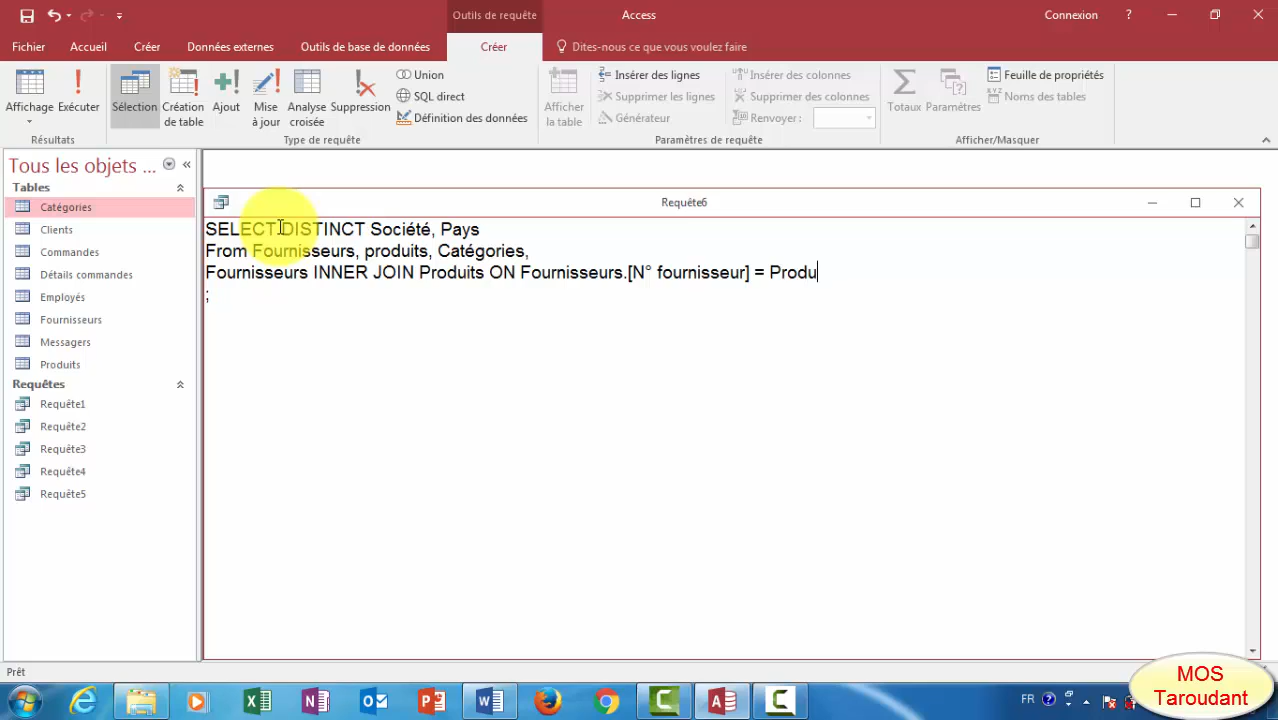 Outils de requête
Access
Connexion
?
Fichier
Accueil
Créer
Données externes
Outils de base de données
Créer
Dites-nous ce que vous voulez faire
Affichage
Exécuter
Sélection
Création
de table
Ajout
Mise
à jour
Analyse
croisée
Suppression
Union
SQL direct
Définition des données
Afficher
la table
Insérer des lignes
Supprimer les lignes
Générateur
Insérer des colonnes
Supprimer des colonnes
Renvoyer :
Totaux
Paramètres
Feuille de propriétés
Noms des tables
Résultats
Type de requête
Paramètres de requête
Afficher/Masquer
Tous les objets ...
Tables
Catégories
Clients
Commandes
Détails commandes
Employés
Fournisseurs
Messagers
Produits
Requêtes
Requête1
Requête2
Requête3
Requête4
Requête5
Requête6
SELECT DISTINCT Société, Pays
From Fournisseurs, produits, Catégories,
Fournisseurs INNER JOIN Produits ON Fournisseurs.[N° fournisseur] = Produ
;
Prêt
FR
MOS
Taroudant